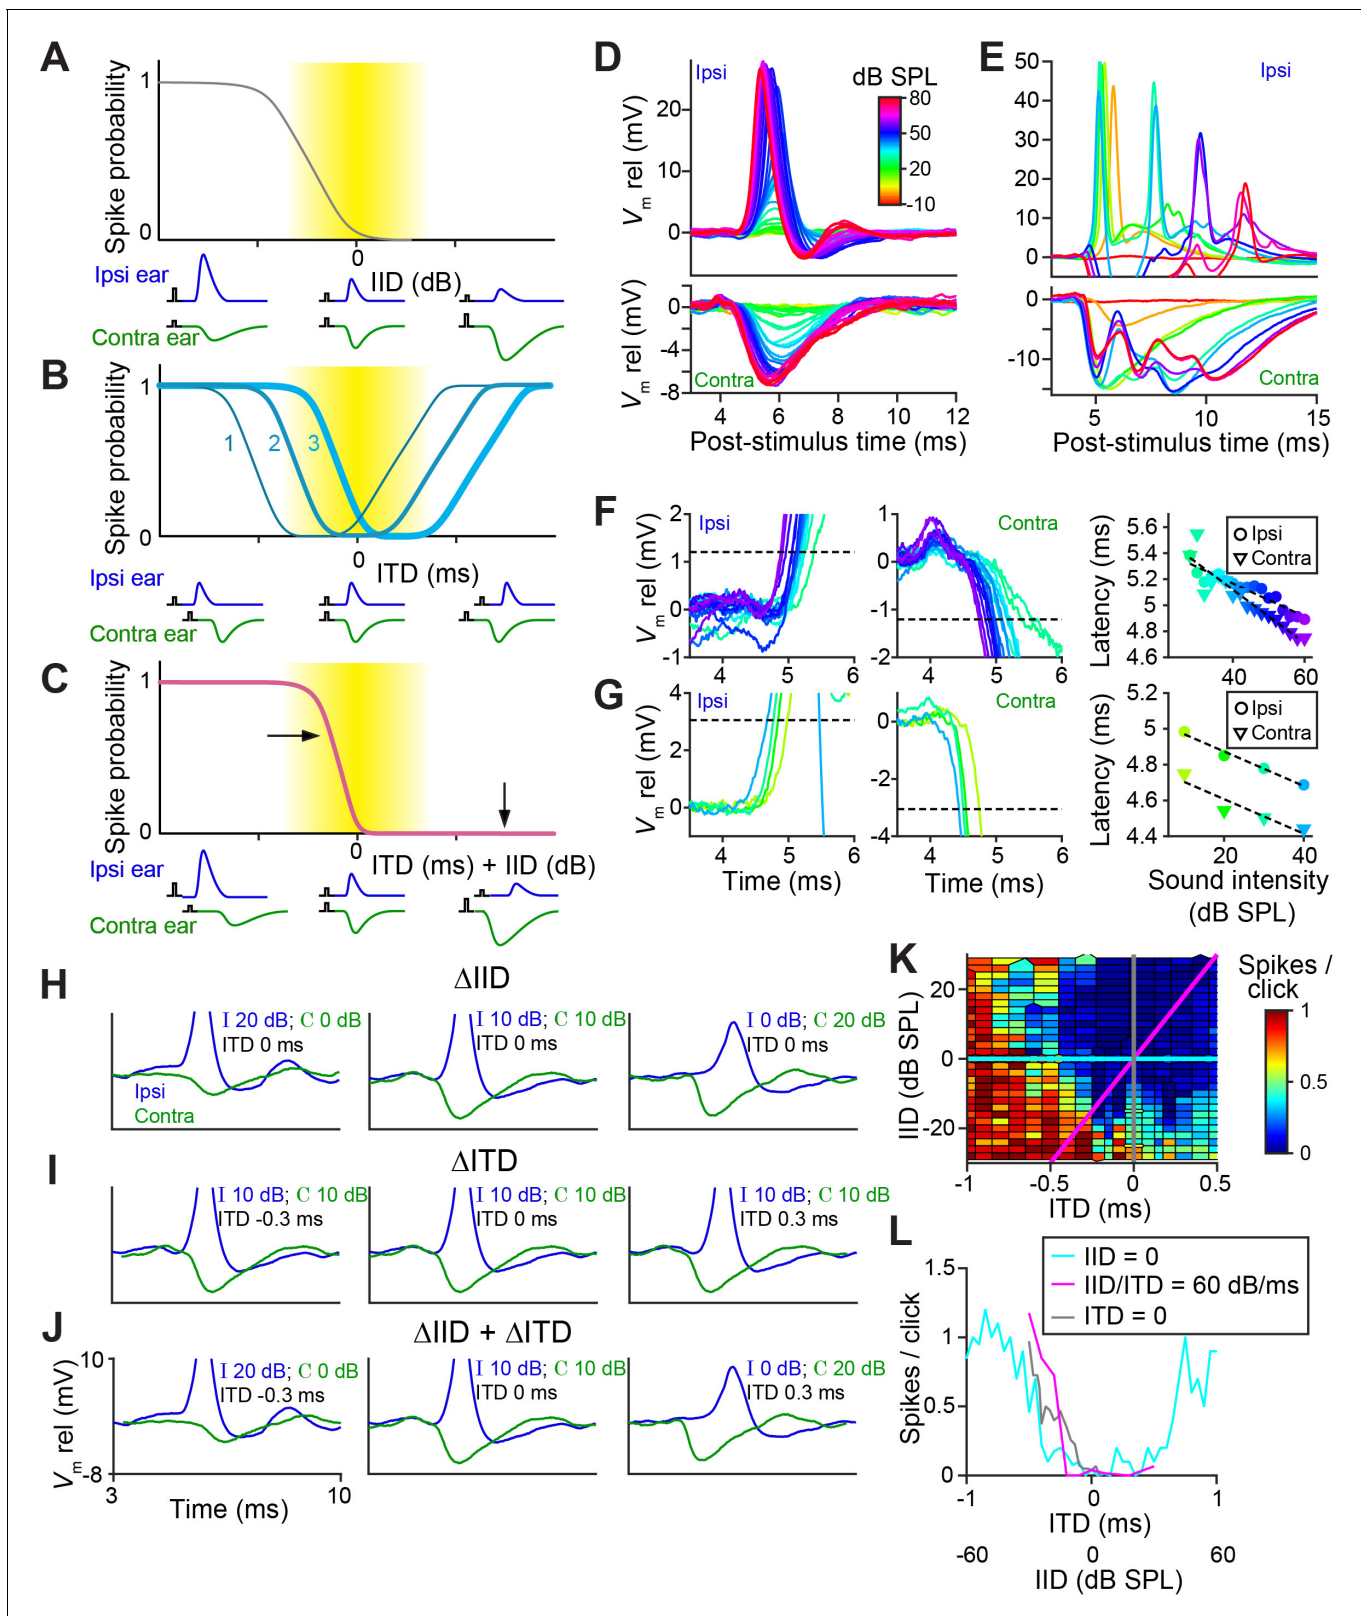 A
Spike probability
1
0
0
IID (dB)
Ipsi ear
Contra ear
B
Spike probability
1
0
1
2
3
0
ITD (ms)
Ipsi ear
Contra ear
C
Spike probability
1
0
0
ITD (ms) + IID (dB)
Ipsi ear
Contra ear
D
Ipsi
dB SPL
80
50
20
-10
Vm rel (mV)
20
10
0
Vm rel (mV)
0
-4
-8
Contra
4 6 8 10 12
Post-stimulus time (ms)
E
Ipsi
50
40
30
20
10
0
0
-10
Contra
5 10 15
Post-stimulus time (ms)
F
Vm rel (mV)
2
1
0
-1
Ipsi
4 5 6
Contra
1
0
-1
-2
4 5 6
Latency (ms)
5.6
5.4
5.2
5
4.8
4.6
Ipsi
Contra
40 60
G
Vm rel (mV)
4
2
0
Ipsi
4 5 6
Time (ms)
Contra
0
-2
-4
4 5 6
Time (ms)
Latency (ms)
5.2
5
4.8
4.6
4.4
Ipsi
Contra
20 40
Sound intensity
(dB SPL)
H
ΔIID
I 20 dB; C 0 dB
ITD 0 ms
Ipsi
Contra
I 10 dB; C 10 dB
ITD 0 ms
I 0 dB; C 20 dB
ITD 0 ms
I
ΔITD
I 10 dB; C 10 dB
ITD -0.3 ms
I 10 dB; C 10 dB
ITD 0 ms
I 10 dB; C 10 dB
ITD 0.3 ms
J
ΔIID + ΔITD
Vm rel (mV)
10
-8
I 20 dB; C 0 dB
ITD -0.3 ms
I 10 dB; C 10 dB
ITD 0 ms
I 0 dB; C 20 dB
ITD 0.3 ms
3 10
Time (ms)
K
IID (dB SPL)
20
0
-20
-1 -0.5 0 0.5
ITD (ms)
Spikes /
click
1
0.5
0
L
IID = 0
IID/ITD = 60 dB/ms
ITD = 0
Spikes / click
1.5
1
0.5
0
-1 0 1
ITD (ms)
-60 0 60
IID (dB SPL)